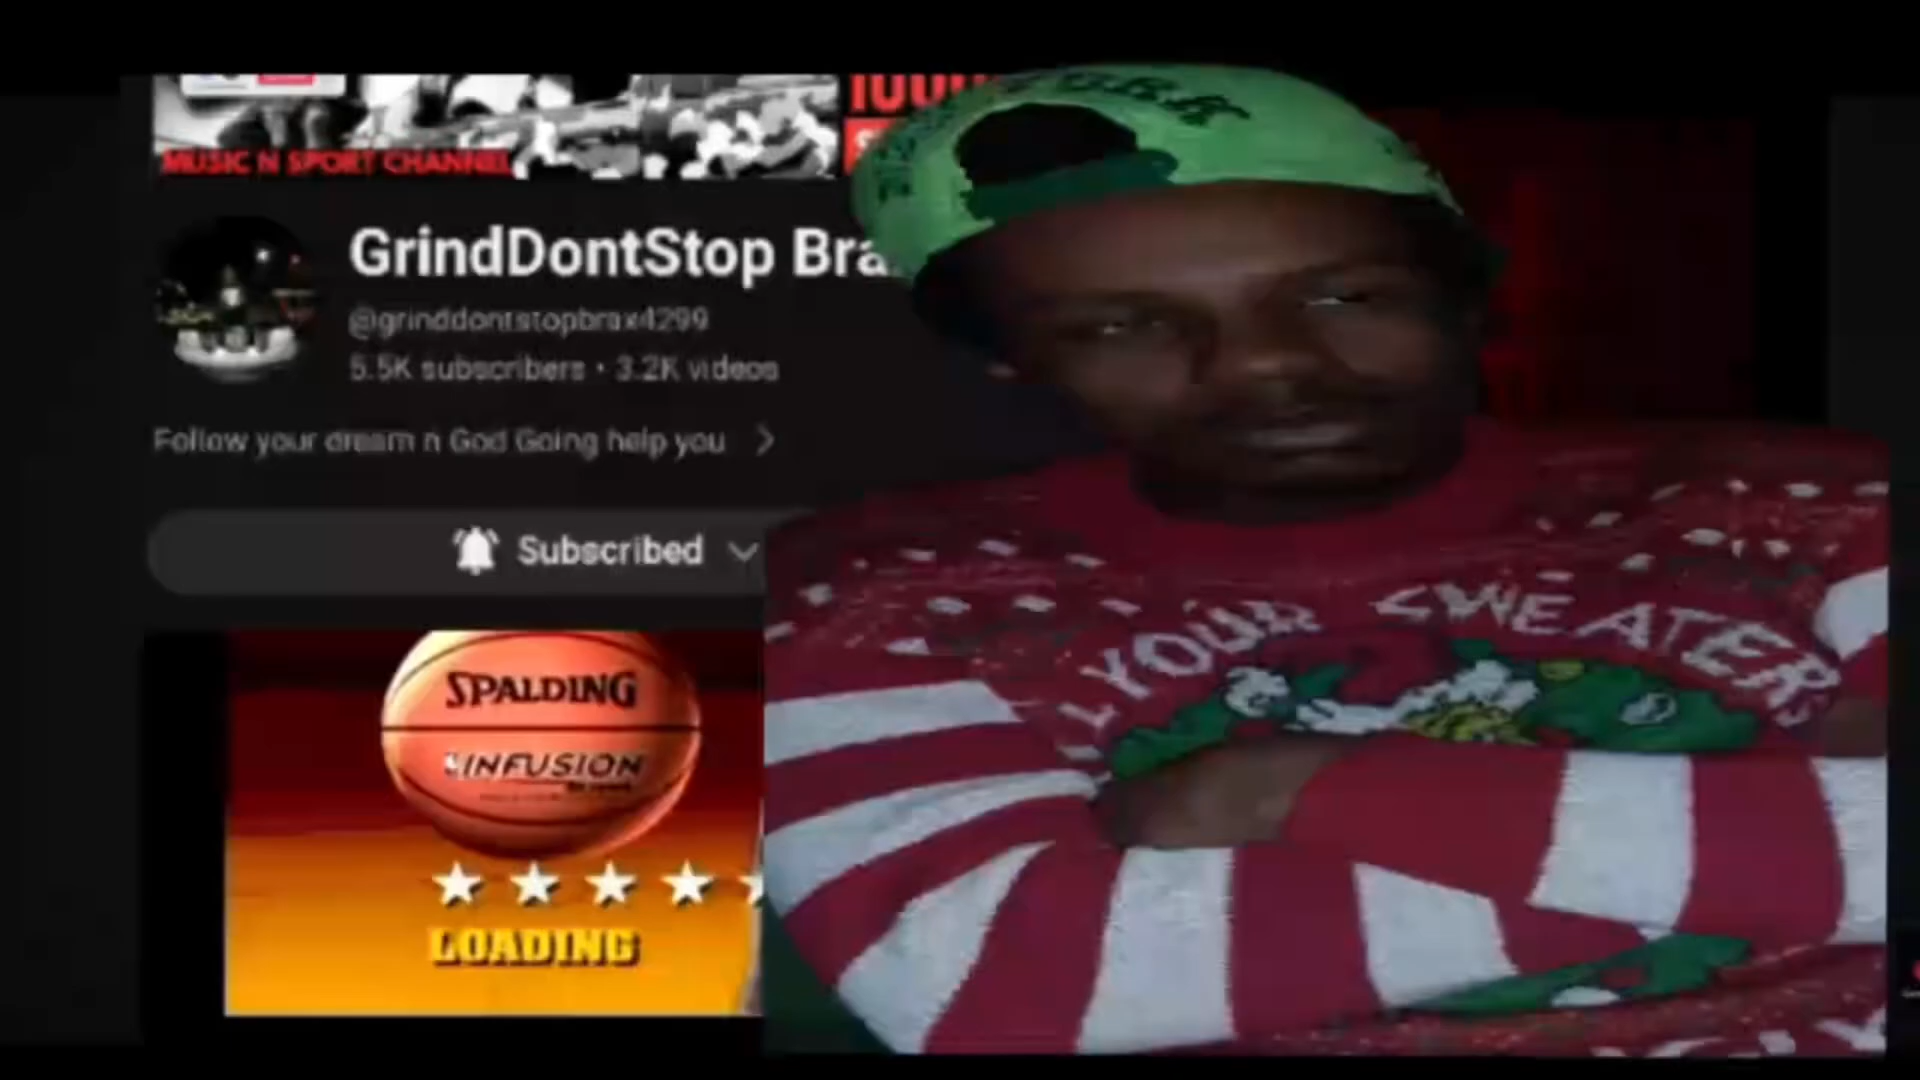 MUSIC N SPORT CHANNEL
GrindDontStop
@grinddontstopbrax4299
5.5K subscribers • 3.2K videos
Follow your dream n God Going help you
Subscribed
SPALDING
INFUSION
LOADING
YOUR SWEATER